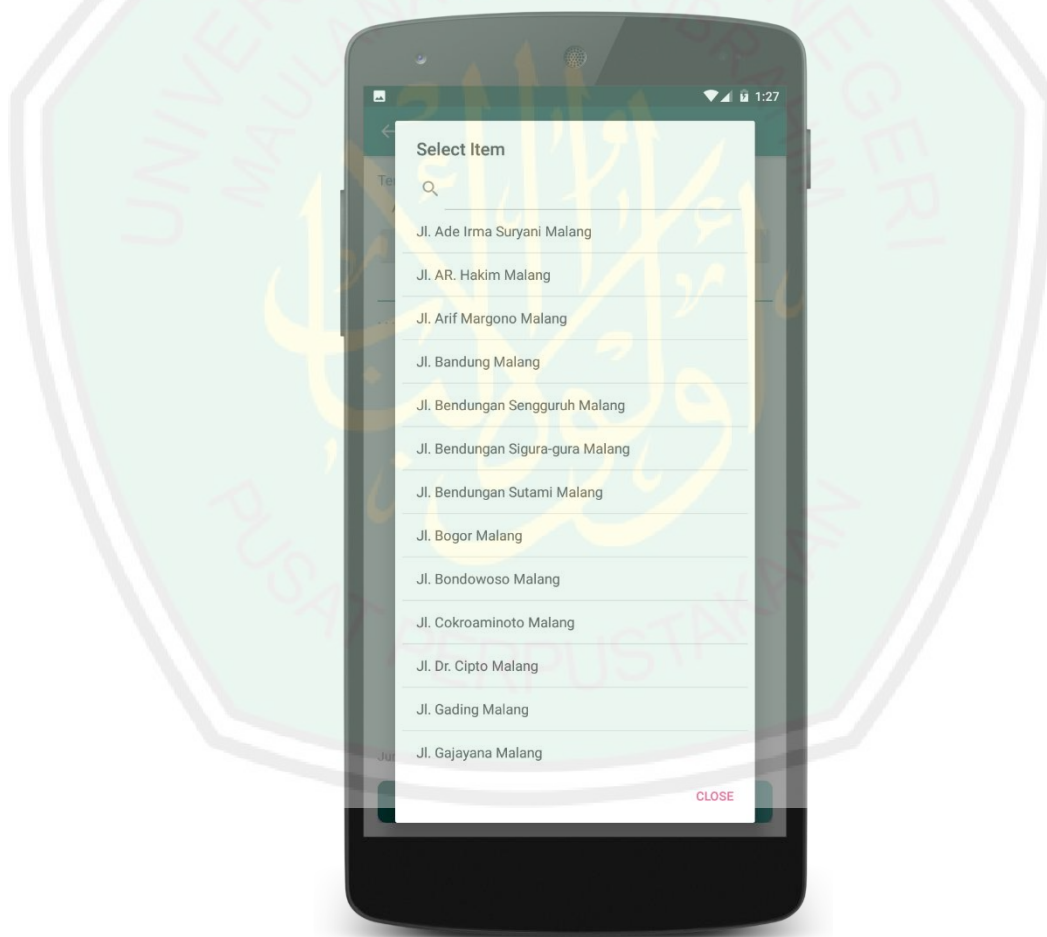 1:27
Select Item
Jl. Ade Irma Suryani Malang
Jl. AR. Hakim Malang
Jl. Arif Margono Malang
Jl. Bandung Malang
Jl. Bendungan Sengguruh Malang
Jl. Bendungan Sigura-gura Malang
Jl. Bendungan Sutami Malang
Jl. Bogor Malang
Jl. Bondowoso Malang
Jl. Cokroaminoto Malang
Jl. Dr. Cipto Malang
Jl. Gading Malang
Jl. Gajayana Malang
CLOSE
PUSAT PERPUSTAKAAN